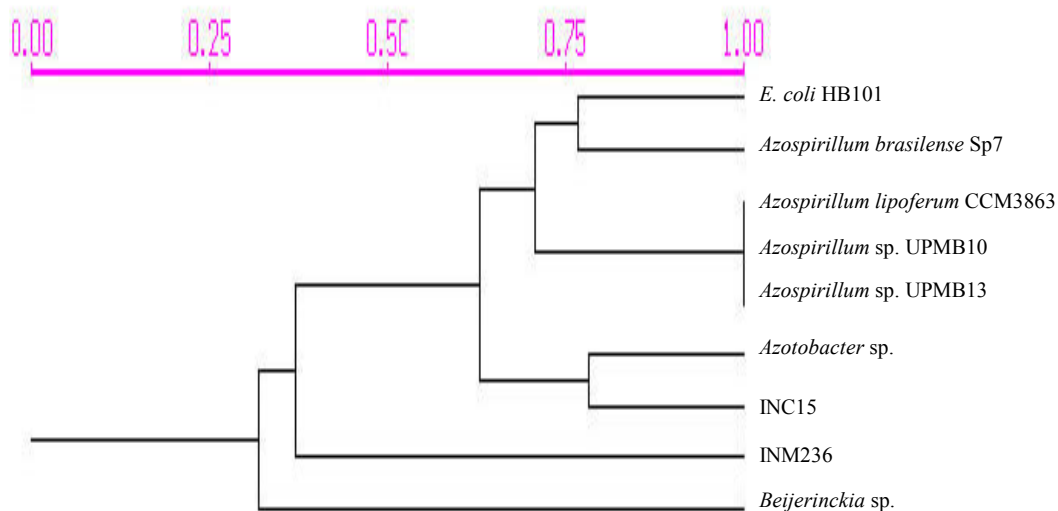 0.00 0.25 0.50 0.75 1.00
E. coli HB101
Azospirillum brasilense Sp7
Azospirillum lipoferum CCM3863
Azospirillum sp. UPMB10
Azospirillum sp. UPMB13
Azotobacter sp.
INC15
INM236
Beijerinckia sp.